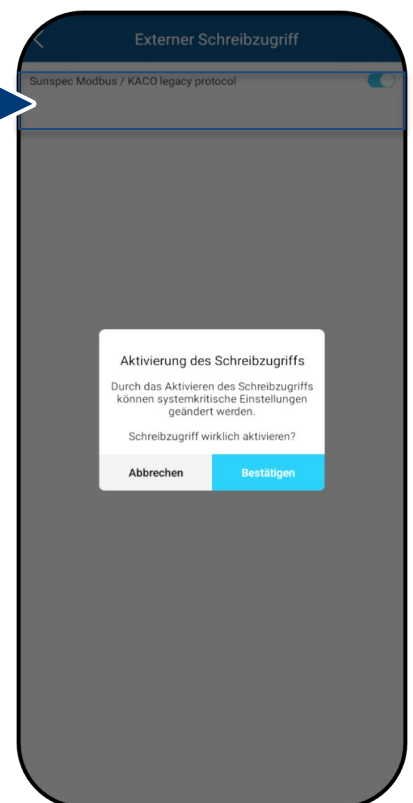 Externer Schreibzugriff
Sunspec Modbus / KACO legacy protocol
Aktivierung des Schreibzugriffs
Durch das Aktivieren des Schreibzugriffs
können systemkritische Einstellungen
geändert werden.
Schreibzugriff wirklich aktivieren?
Abbrechen
Bestätigen